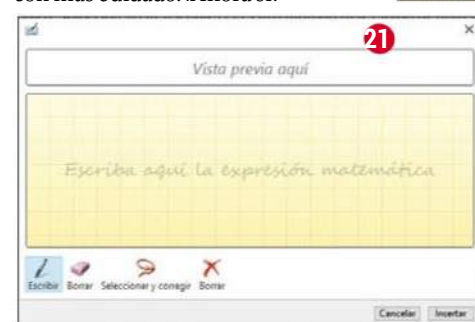 21
Vista previa aquí
Escriba aquí la expresión matemática
Escribir Borrar Seleccionar y corregir Borrar
Cancelar Insertar